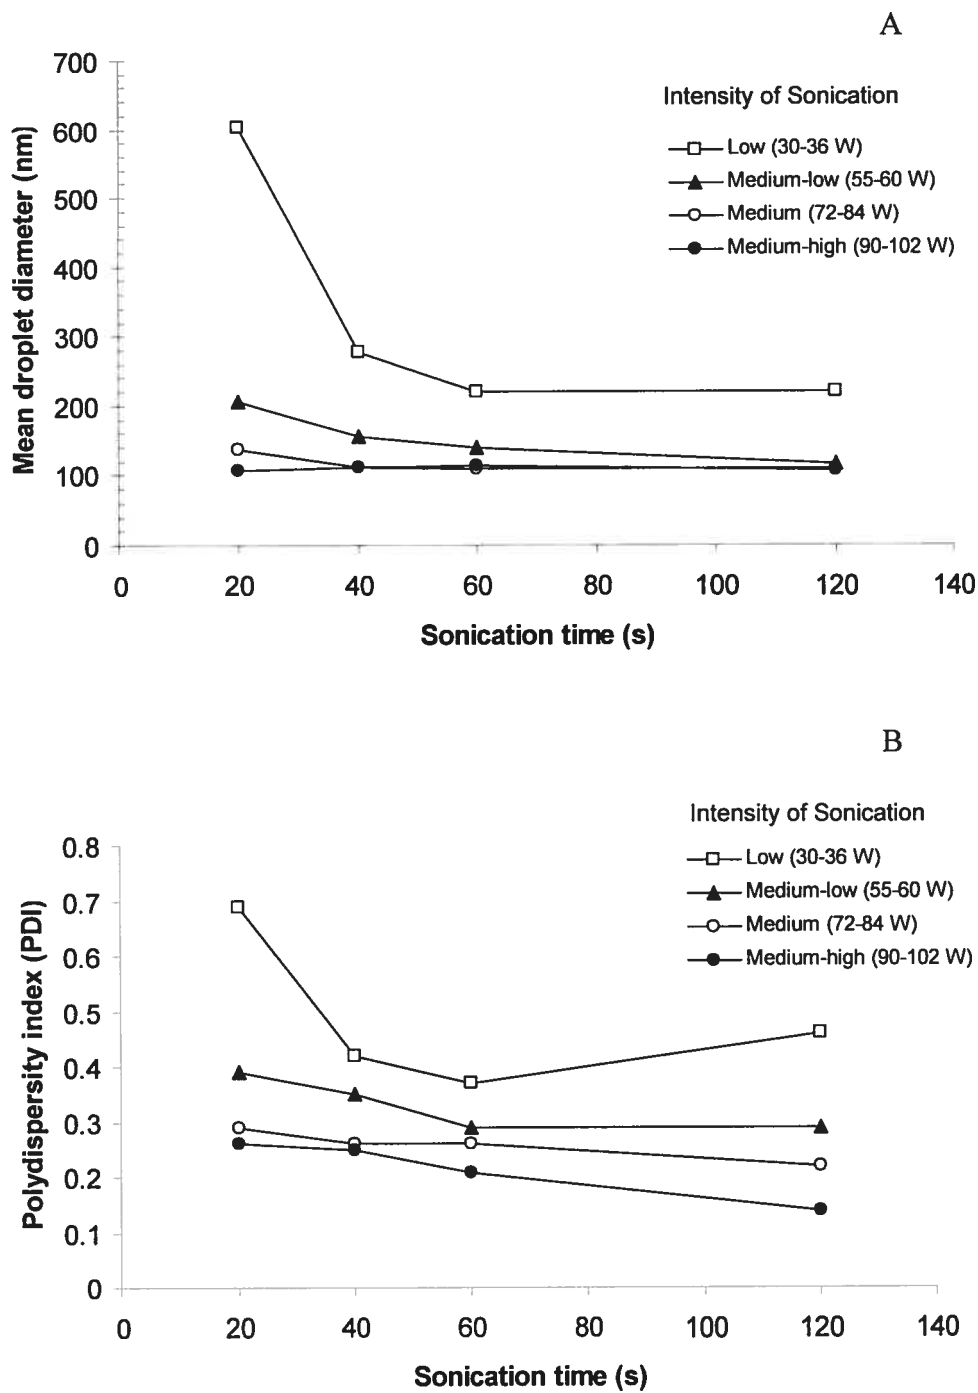 A
700
600
500
400
300
200
100
0
Mean droplet diameter (nm)
Intensity of Sonication
Low (30-36 W)
Medium-low (55-60 W)
Medium (72-84 W)
Medium-high (90-102 W)
0 20 40 60 80 100 120 140
Sonication time (s)
B
0.8
0.7
0.6
0.5
0.4
0.3
0.2
0.1
0
Polydispersity index (PDI)
Intensity of Sonication
Low (30-36 W)
Medium-low (55-60 W)
Medium (72-84 W)
Medium-high (90-102 W)
0 20 40 60 80 100 120 140
Sonication time (s)